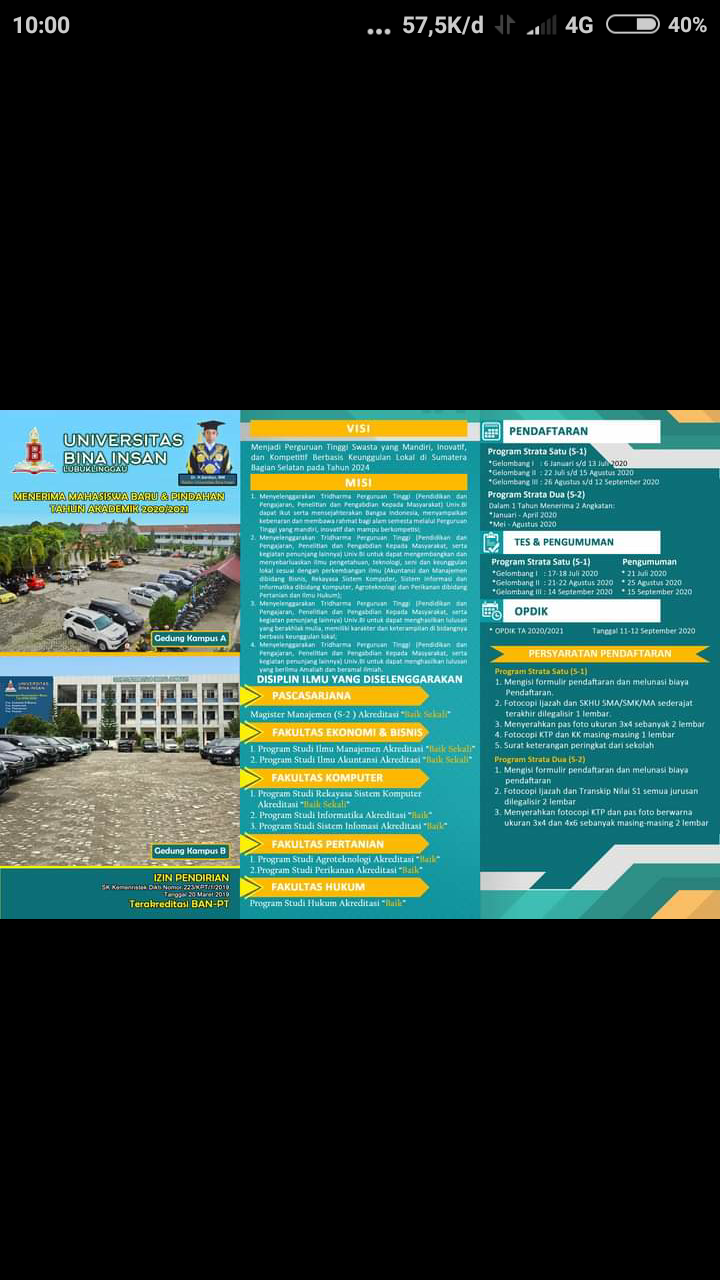 10:00
... 57,5K/d 4G 40%
UNIVERSITAS
BINA INSAN
LUBUKLINGGAU
MENERIMA MAHASISWA BARU & PINDAHAN
TAHUN AKADEMIK 2020/2021
Gedung Kampus A
UNIVERSITAS
BINA INSAN
Gedung Kampus B
IZIN PENDIRIAN
SK Kemenristek Dikti Nomor 223/KPT/I/2019
Tanggal 20 Maret 2019
Terakreditasi BAN-PT
VISI
Menjadi Perguruan Tinggi Swasta yang Mandiri, Inovatif,
dan Kompetitif Berbasis Keunggulan Lokal di Sumatera
Bagian Selatan pada Tahun 2024
MISI
1. Menyelenggarakan Tridharma Perguruan Tinggi (Pendidikan dan
Pengajaran, Penelitian dan Pengabdian Kepada Masyarakat) Univ.BI
dapat ikut serta mensejahterakan Bangsa Indonesia, menyampaikan
kebenaran dan membawa rahmat bagi alam semesta melalui Perguruan
Tinggi yang mandiri, inovatif dan mampu berkompetisi;
2. Menyelenggarakan Tridharma Perguruan Tinggi (Pendidikan dan
Pengajaran, Penelitian dan Pengabdian Kepada Masyarakat, serta
kegiatan penunjang lainnya) Univ.BI untuk dapat mengembangkan dan
menyebarluaskan ilmu pengetahuan, teknologi, seni dan keunggulan
lokal sesuai dengan perkembangan ilmu (Akuntansi dan Manajemen
dibidang Bisnis, Rekayasa Sistem Komputer, Sistem Informasi dan
Informatika dibidang Komputer, Agroteknologi dan Perikanan dibidang
Pertanian dan Ilmu Hukum);
3. Menyelenggarakan Tridharma Perguruan Tinggi (Pendidikan dan
Pengajaran, Penelitian dan Pengabdian Kepada Masyarakat, serta
kegiatan penunjang lainnya) Univ.BI untuk dapat menghasilkan lulusan
yang berakhlak mulia, memiliki karakter dan keterampilan di bidangnya
berbasis keunggulan lokal;
4. Menyelenggarakan Tridharma Perguruan Tinggi (Pendidikan dan
Pengajaran, Penelitian dan Pengabdian Kepada Masyarakat, serta
kegiatan penunjang lainnya) Univ.BI untuk dapat menghasilkan lulusan
yang berilmu Amaliah dan beramal ilmiah.
DISIPLIN ILMU YANG DISELENGGARAKAN
PASCASARJANA
Magister Manajemen (S-2 ) Akreditasi "Baik Sekali"
FAKULTAS EKONOMI & BISNIS
1. Program Studi Ilmu Manajemen Akreditasi "Baik Sekali"
2. Program Studi Ilmu Akuntansi Akreditasi "Baik Sekali"
FAKULTAS KOMPUTER
1. Program Studi Rekayasa Sistem Komputer
Akreditasi "Baik Sekali"
2. Program Studi Informatika Akreditasi "Baik"
3. Program Studi Sistem Infomasi Akreditasi "Baik"
FAKULTAS PERTANIAN
1. Program Studi Agroteknologi Akreditasi "Baik"
2.Program Studi Perikanan Akreditasi "Baik"
FAKULTAS HUKUM
Program Studi Hukum Akreditasi "Baik"
PENDAFTARAN
Program Strata Satu (S-1)
*Gelombang I : 6 Januari s/d 13 Juli 2020
*Gelombang II : 22 Juli s/d 15 Agustus 2020
*Gelombang III : 26 Agustus s/d 12 September 2020
Program Strata Dua (S-2)
Dalam 1 Tahun Menerima 2 Angkatan:
*Januari - April 2020
*Mei - Agustus 2020
TES & PENGUMUMAN
Program Strata Satu (S-1) Pengumuman
*Gelombang I : 17-18 Juli 2020 * 21 Juli 2020
*Gelombang II : 21-22 Agustus 2020 * 25 Agustus 2020
*Gelombang III : 14 September 2020 * 15 September 2020
OPDIK
* OPDIK TA 2020/2021 Tanggal 11-12 September 2020
PERSYARATAN PENDAFTARAN
Program Strata Satu (S-1)
1. Mengisi formulir pendaftaran dan melunasi biaya
Pendaftaran.
2. Fotocopi Ijazah dan SKHU SMA/SMK/MA sederajat
terakhir dilegalisir 1 lembar.
3. Menyerahkan pas foto ukuran 3x4 sebanyak 2 lembar
4. Fotocopi KTP dan KK masing-masing 1 lembar
5. Surat keterangan peringkat dari sekolah
Program Strata Dua (S-2)
1. Mengisi formulir pendaftaran dan melunasi biaya
pendaftaran
2. Fotocopi Ijazah dan Transkip Nilai S1 semua jurusan
dilegalisir 2 lembar
3. Menyerahkan fotocopi KTP dan pas foto berwarna
ukuran 3x4 dan 4x6 sebanyak masing-masing 2 lembar